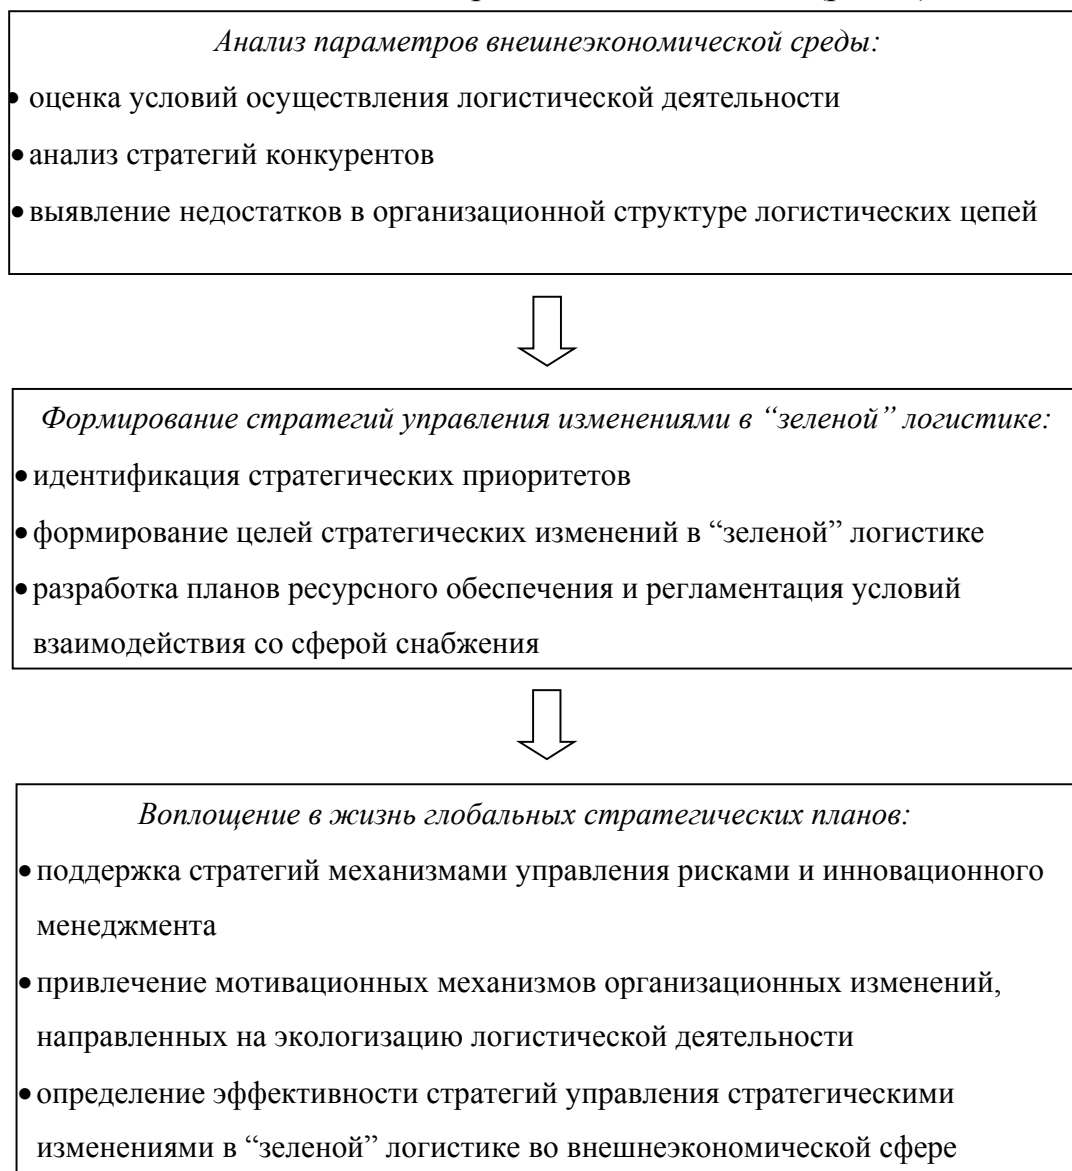 Анализ параметров внешнеэкономической среды:
• оценка условий осуществления логистической деятельности
• анализ стратегий конкурентов
• выявление недостатков в организационной структуре логистических цепей
Формирование стратегий управления изменениями в “зеленой” логистике:
• идентификация стратегических приоритетов
• формирование целей стратегических изменений в “зеленой” логистике
• разработка планов ресурсного обеспечения и регламентация условий
взаимодействия со сферой снабжения
Воплощение в жизнь глобальных стратегических планов:
• поддержка стратегий механизмами управления рисками и инновационного
менеджмента
• привлечение мотивационных механизмов организационных изменений,
направленных на экологизацию логистической деятельности
• определение эффективности стратегий управления стратегическими
изменениями в “зеленой” логистике во внешнеэкономической сфере